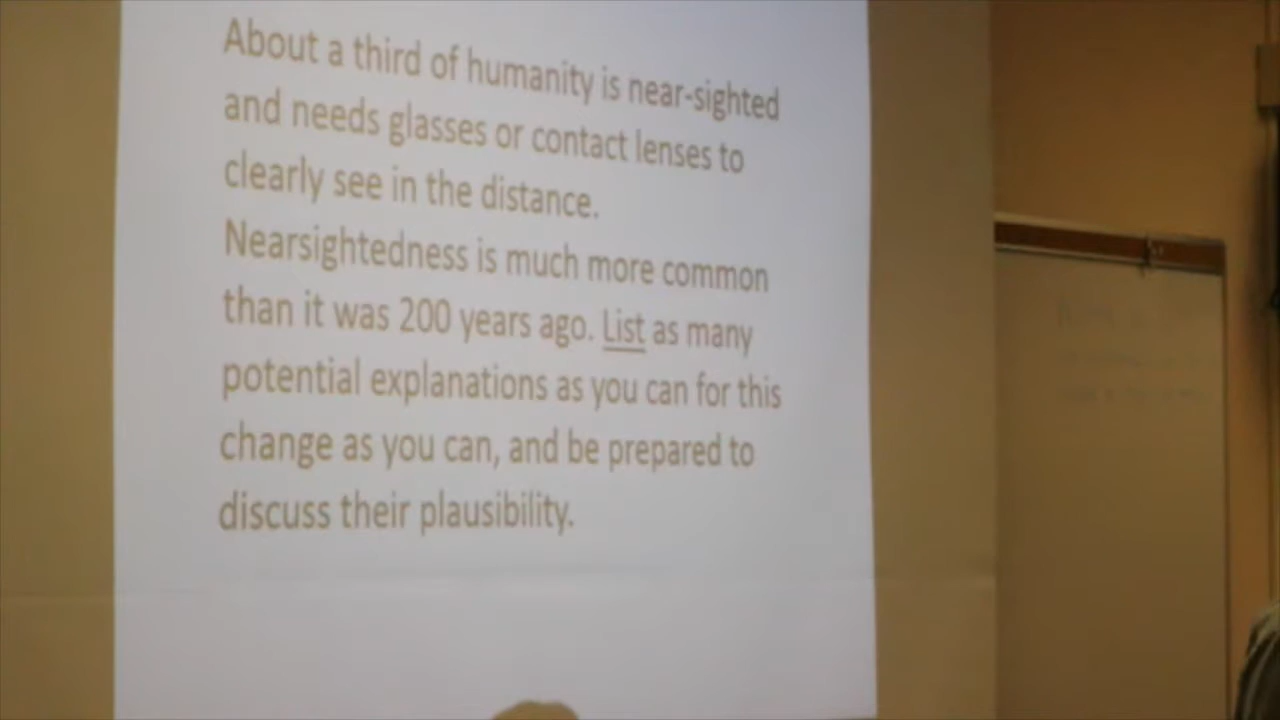 About a third of humanity is near-sighted
and needs glasses or contact lenses to
clearly see in the distance.
Nearsightedness is much more common
than it was 200 years ago. List as many
potential explanations as you can for this
change as you can, and be prepared to
discuss their plausibility.